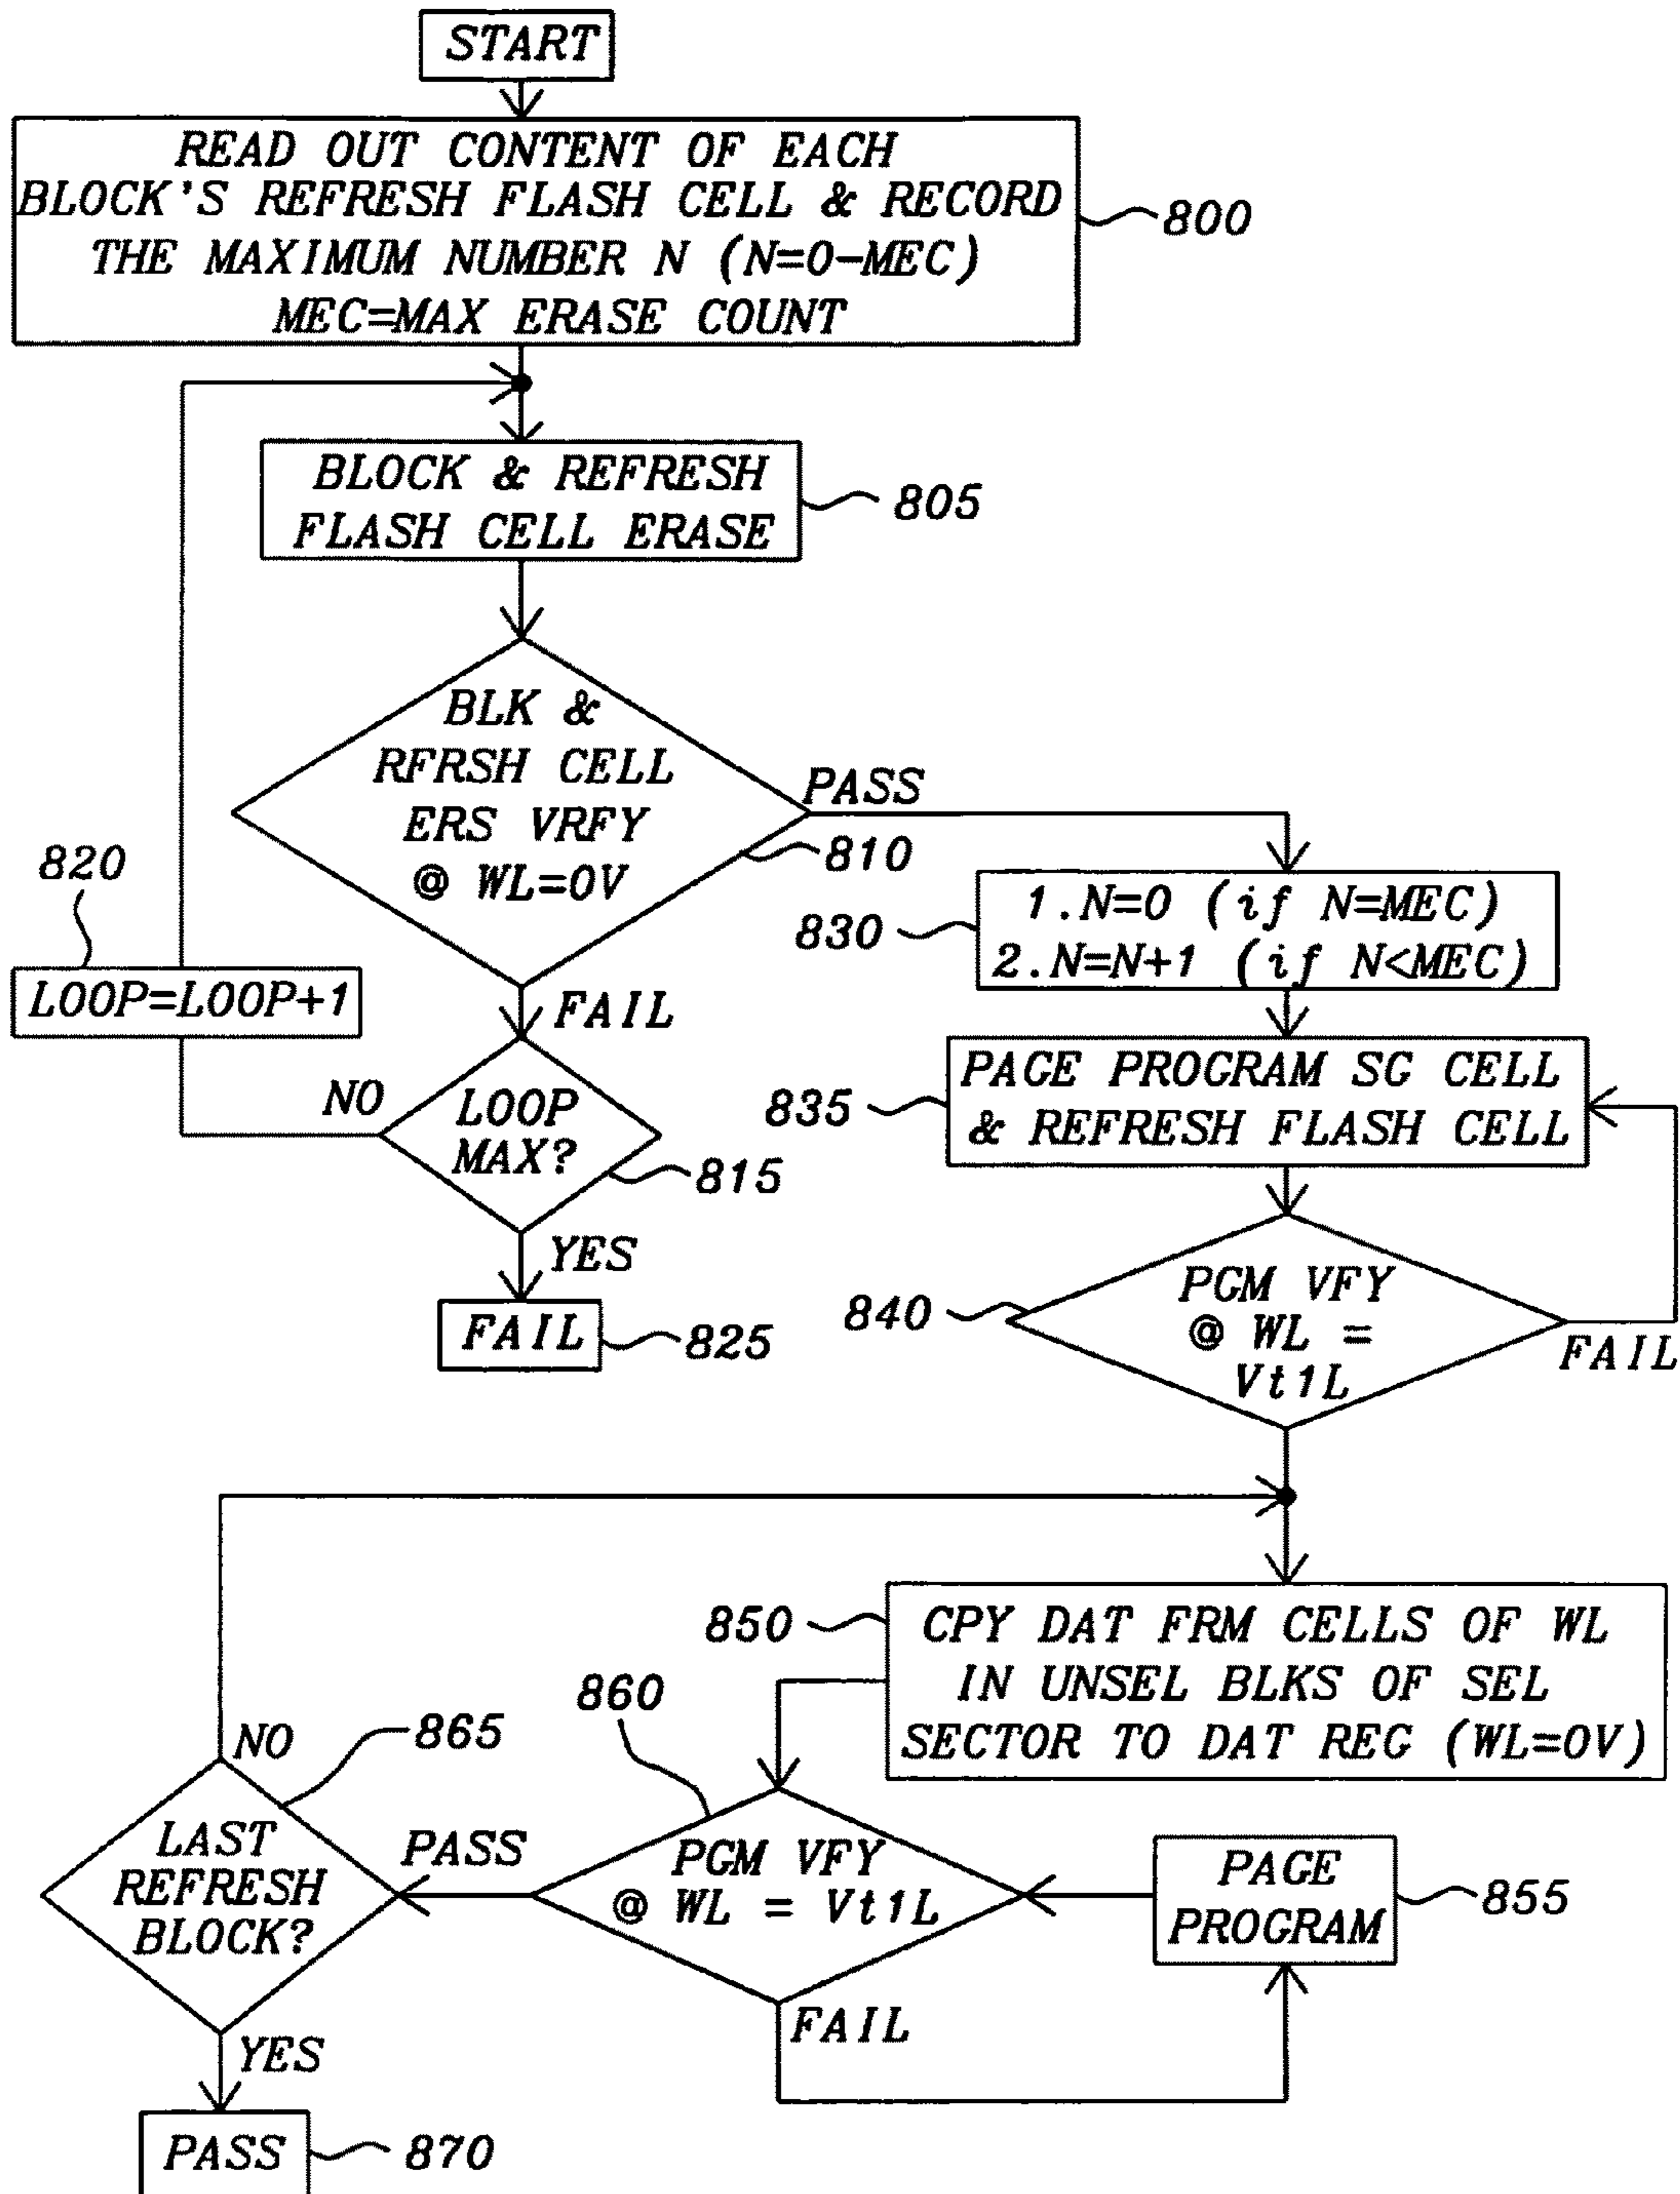 START
READ OUT CONTENT OF EACH
BLOCK'S REFRESH FLASH CELL & RECORD
THE MAXIMUM NUMBER N (N=0-MEC)
MEC=MAX ERASE COUNT
800
BLOCK & REFRESH
FLASH CELL ERASE
805
BLK &
RFRSH CELL
ERS VRFY
@ WL=0V
PASS
810
820
LOOP=LOOP+1
FAIL
830
1.N=0 (if N=MEC)
2.N=N+1 (if N<MEC)
NO
LOOP
MAX?
815
835
PAGE PROGRAM SG CELL
& REFRESH FLASH CELL
YES
FAIL
825
840
PGM VFY
@ WL =
Vt1L
FAIL
850
CPY DAT FRM CELLS OF WL
IN UNSEL BLKS OF SEL
SECTOR TO DAT REG (WL=0V)
860
865
NO
LAST
REFRESH
BLOCK?
PASS
PGM VFY
@ WL = Vt1L
PAGE
PROGRAM
855
FAIL
YES
PASS
870